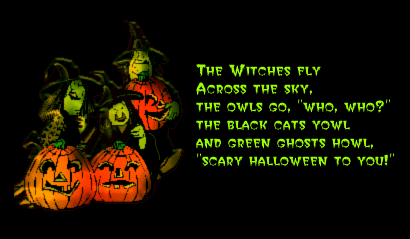 The Witches fly
Across the sky,
the owls go, "who, who?"
the black cats yowl
and green ghosts howl,
"scary halloween to you!"